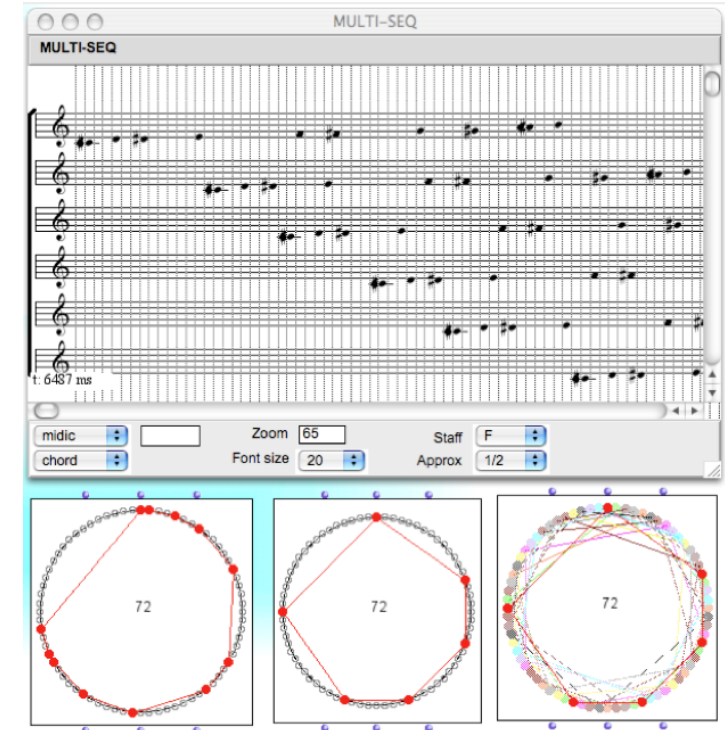 MULTI-SEQ
MULTI-SEQ
t: 6487 ms
midic Zoom 65 Staff F
chord Font size 20 Approx 1/2
72 72 72